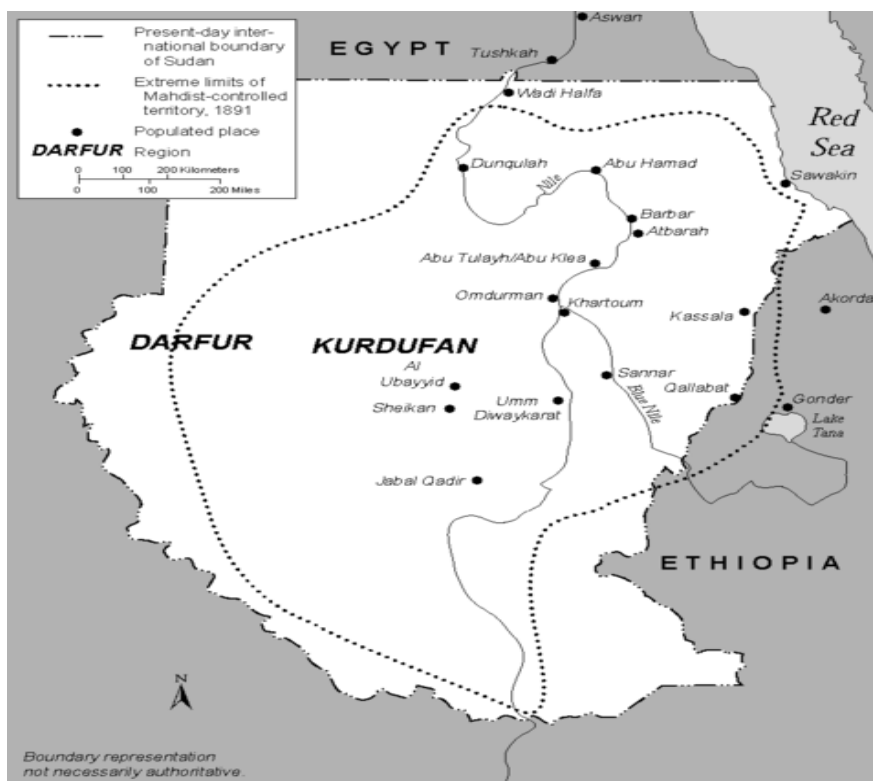 Present-day inter-
national boundary
of Sudan
Extreme limits of
Mahdist-controlled
territory, 1891
Populated place
DARFUR Region
0 100 200 Kilometers
0 100 200 Miles
Aswan
EGYPT
Tushkah
Wadi Halfa
Red
Sea
Dunqulah
Abu Hamad
Sawakin
Nile
Barbar
Atbarah
Abu Tulayh/Abu Klea
Omdurman
Khartoum
Kassala
Akorda
DARFUR
KURDUFAN
Al
Ubayyid
Sannar
Qallabat
Sheikan
Umm
Diwaykarat
Blue Nile
Gonder
Lake
Tana
Jabal Qadir
ETHIOPIA
N
Boundary representation
not necessarily authoritative.